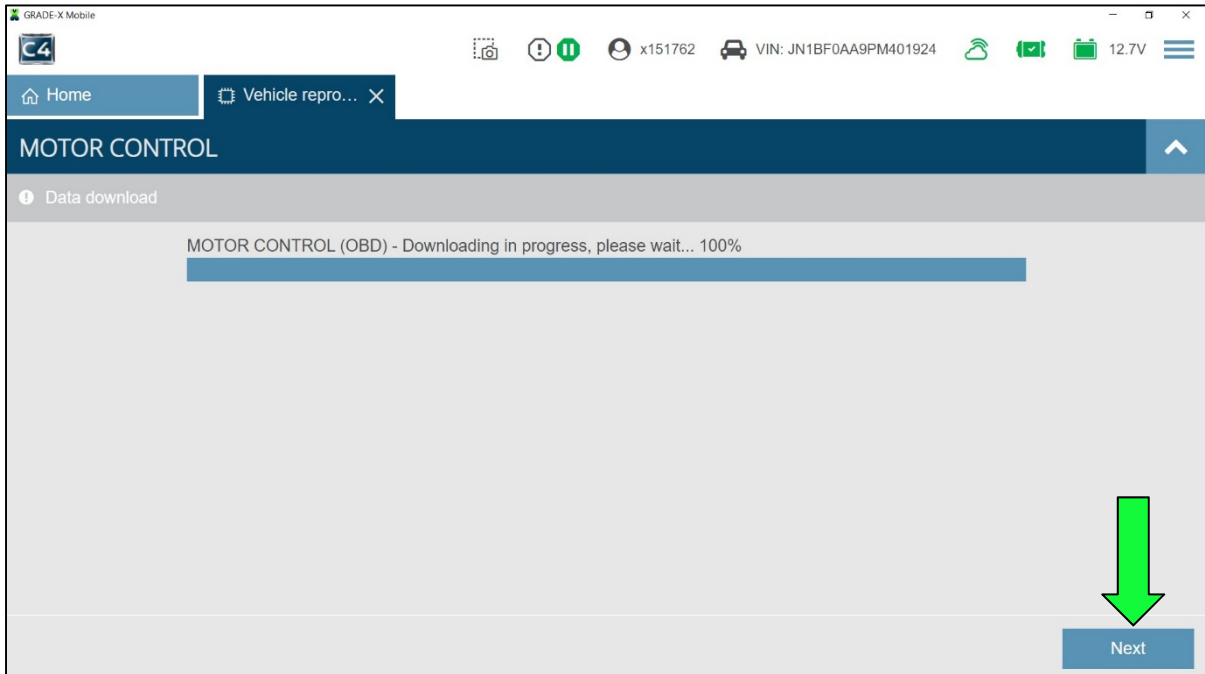 GRADE-X Mobile
C4
x151762
VIN: JN1BF0AA9PM401924
12.7V
Home
Vehicle repro...
MOTOR CONTROL
Data download
MOTOR CONTROL (OBD) - Downloading in progress, please wait... 100%
Next